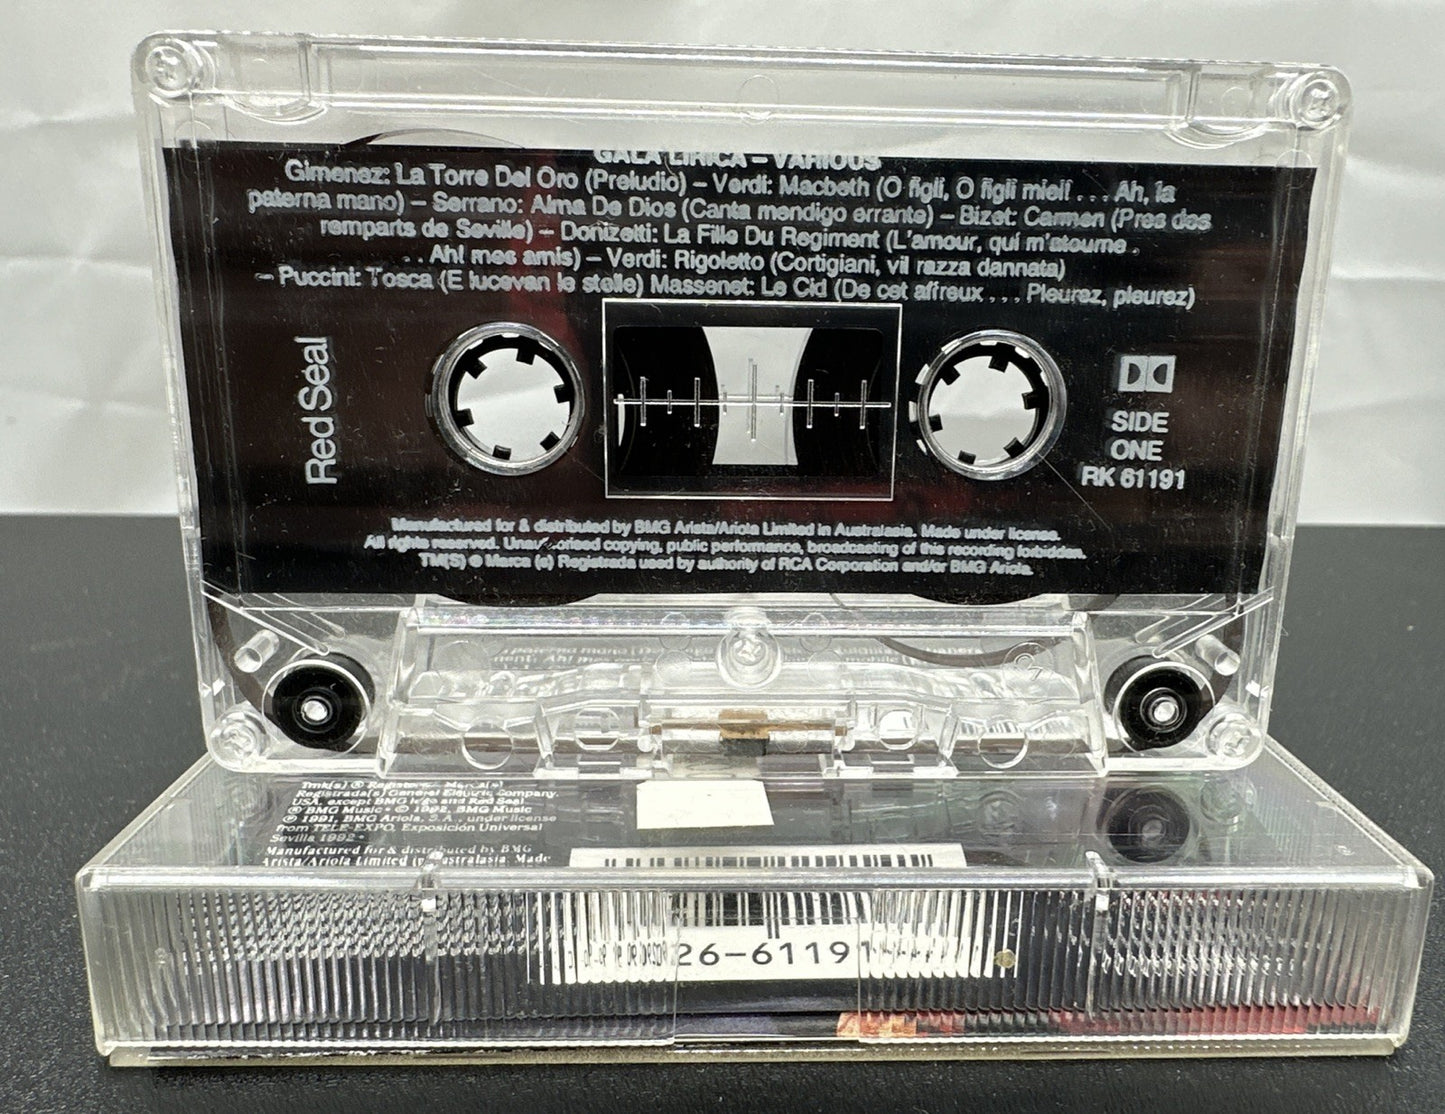 GALA LIRICA – VARIOUS
Gimenez: La Torre Del Oro (Preludio) – Verdi: Macbeth (O figli, O figli miei! . . . Ah, la
paterna mano) – Serrano: Alma De Dios (Canta mendigo errante) – Bizet: Carmen (Pres des
remparts de Seville) – Donizetti: La Fille Du Regiment (L'amour, qui m'atourne .
. . Ah! mes amis) – Verdi: Rigoletto (Cortigiani, vil razza dannata)
– Puccini: Tosca (E lucevan le stelle) Massenet: Le Cid (De cet affreux . . . Pleurez, pleurez)
Red Seal
SIDE
ONE
RK 61191
Manufactured for & distributed by BMG Arista/Ariola Limited in Australasia. Made under license.
All rights reserved. Unauthorised copying, public performance, broadcasting of this recording forbidden.
TM(S) ® Marca (s) Registrada used by authority of RCA Corporation and/or BMG Ariola.
Tmk(s) ® Registered Marca(s)
Registrada(s) General Electric Company,
USA, except BMG logo and Red Seal
℗ BMG Music • © 1992, BMG Music
℗ 1991, BMG Ariola, S.A., under license
from TELE-EXPO, Exposición Universal
Sevilla 1992 •
Manufactured for & distributed by BMG
Arista/Ariola Limited in Australasia. Made
26–61191